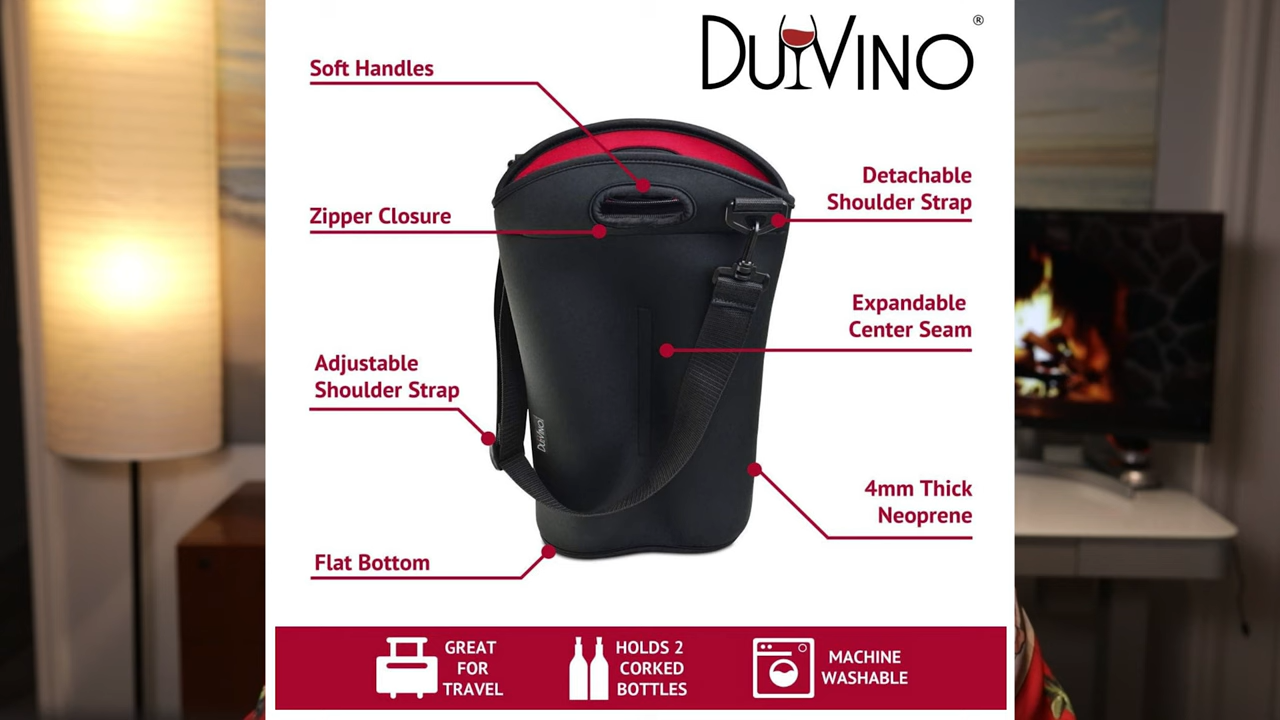 DUVINO®
Soft Handles
Detachable
Shoulder Strap
Zipper Closure
Expandable
Center Seam
Adjustable
Shoulder Strap
DUVINO
4mm Thick
Neoprene
Flat Bottom
GREAT
FOR
TRAVEL
HOLDS 2
CORKED
BOTTLES
MACHINE
WASHABLE